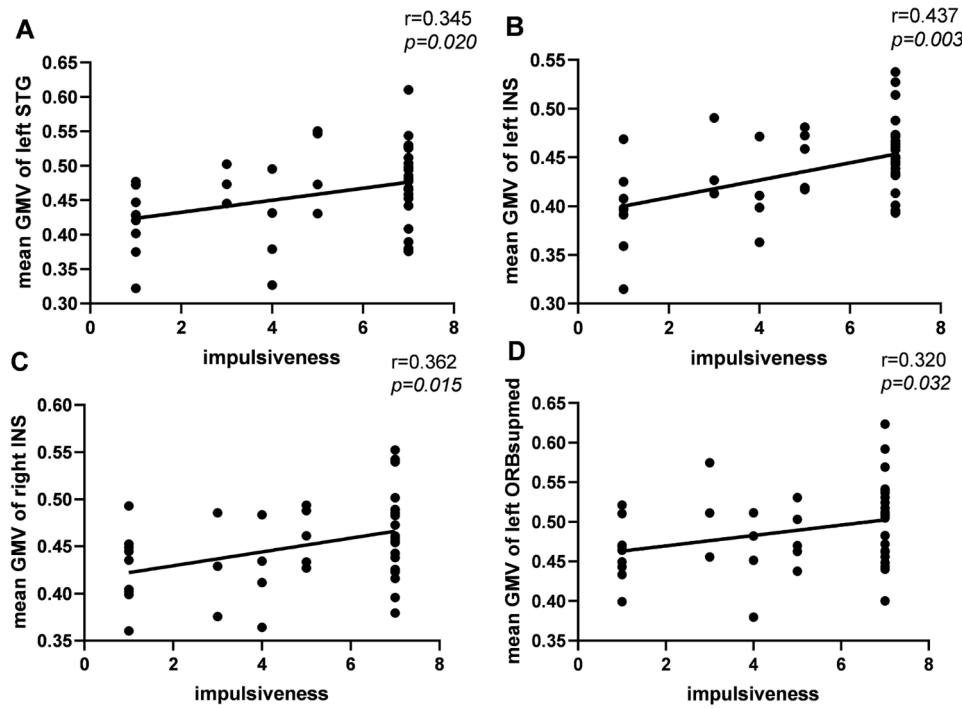 A
r=0.345
p=0.020
mean GMV of left STG
0.65
0.60
0.55
0.50
0.45
0.40
0.35
0.30
0
2
4
6
8
impulsiveness
B
r=0.437
p=0.003
mean GMV of left INS
0.55
0.50
0.45
0.40
0.35
0.30
0
2
4
6
8
impulsiveness
C
r=0.362
p=0.015
mean GMV of right INS
0.60
0.55
0.50
0.45
0.40
0.35
0
2
4
6
8
impulsiveness
D
r=0.320
p=0.032
mean GMV of left ORBsupmed
0.65
0.60
0.55
0.50
0.45
0.40
0.35
0
2
4
6
8
impulsiveness